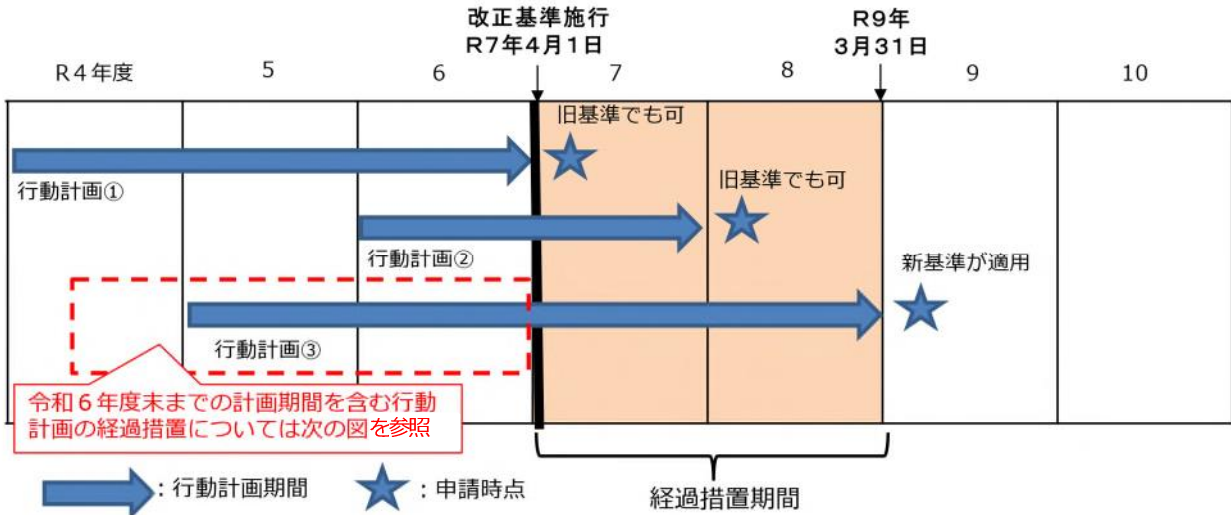 改正基準施行
R7年4月1日
R9年
3月31日
R4年度
5
6
7
8
9
10
旧基準でも可
行動計画①
旧基準でも可
行動計画②
新基準が適用
行動計画③
令和6年度末までの計画期間を含む行動
計画の経過措置については次の図を参照
：行動計画期間
：申請時点
経過措置期間